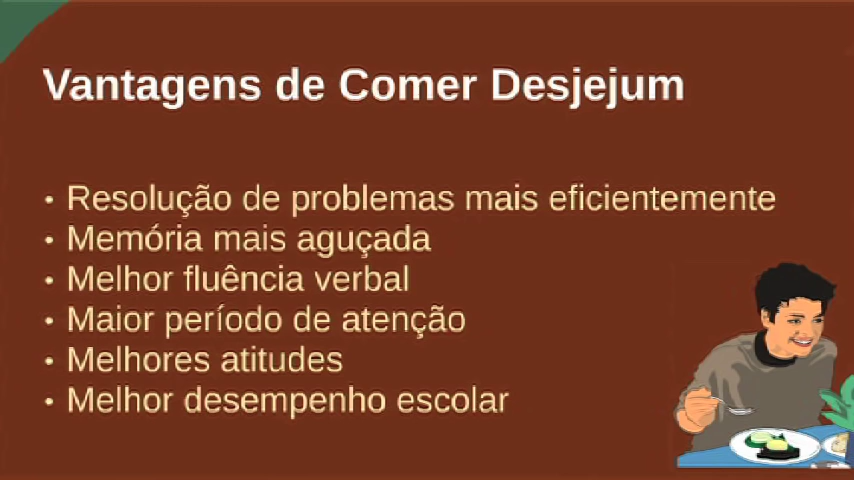 Vantagens de Comer Desjejum
• Resolução de problemas mais eficientemente
• Memória mais aguçada
• Melhor fluência verbal
• Maior período de atenção
• Melhores atitudes
• Melhor desempenho escolar